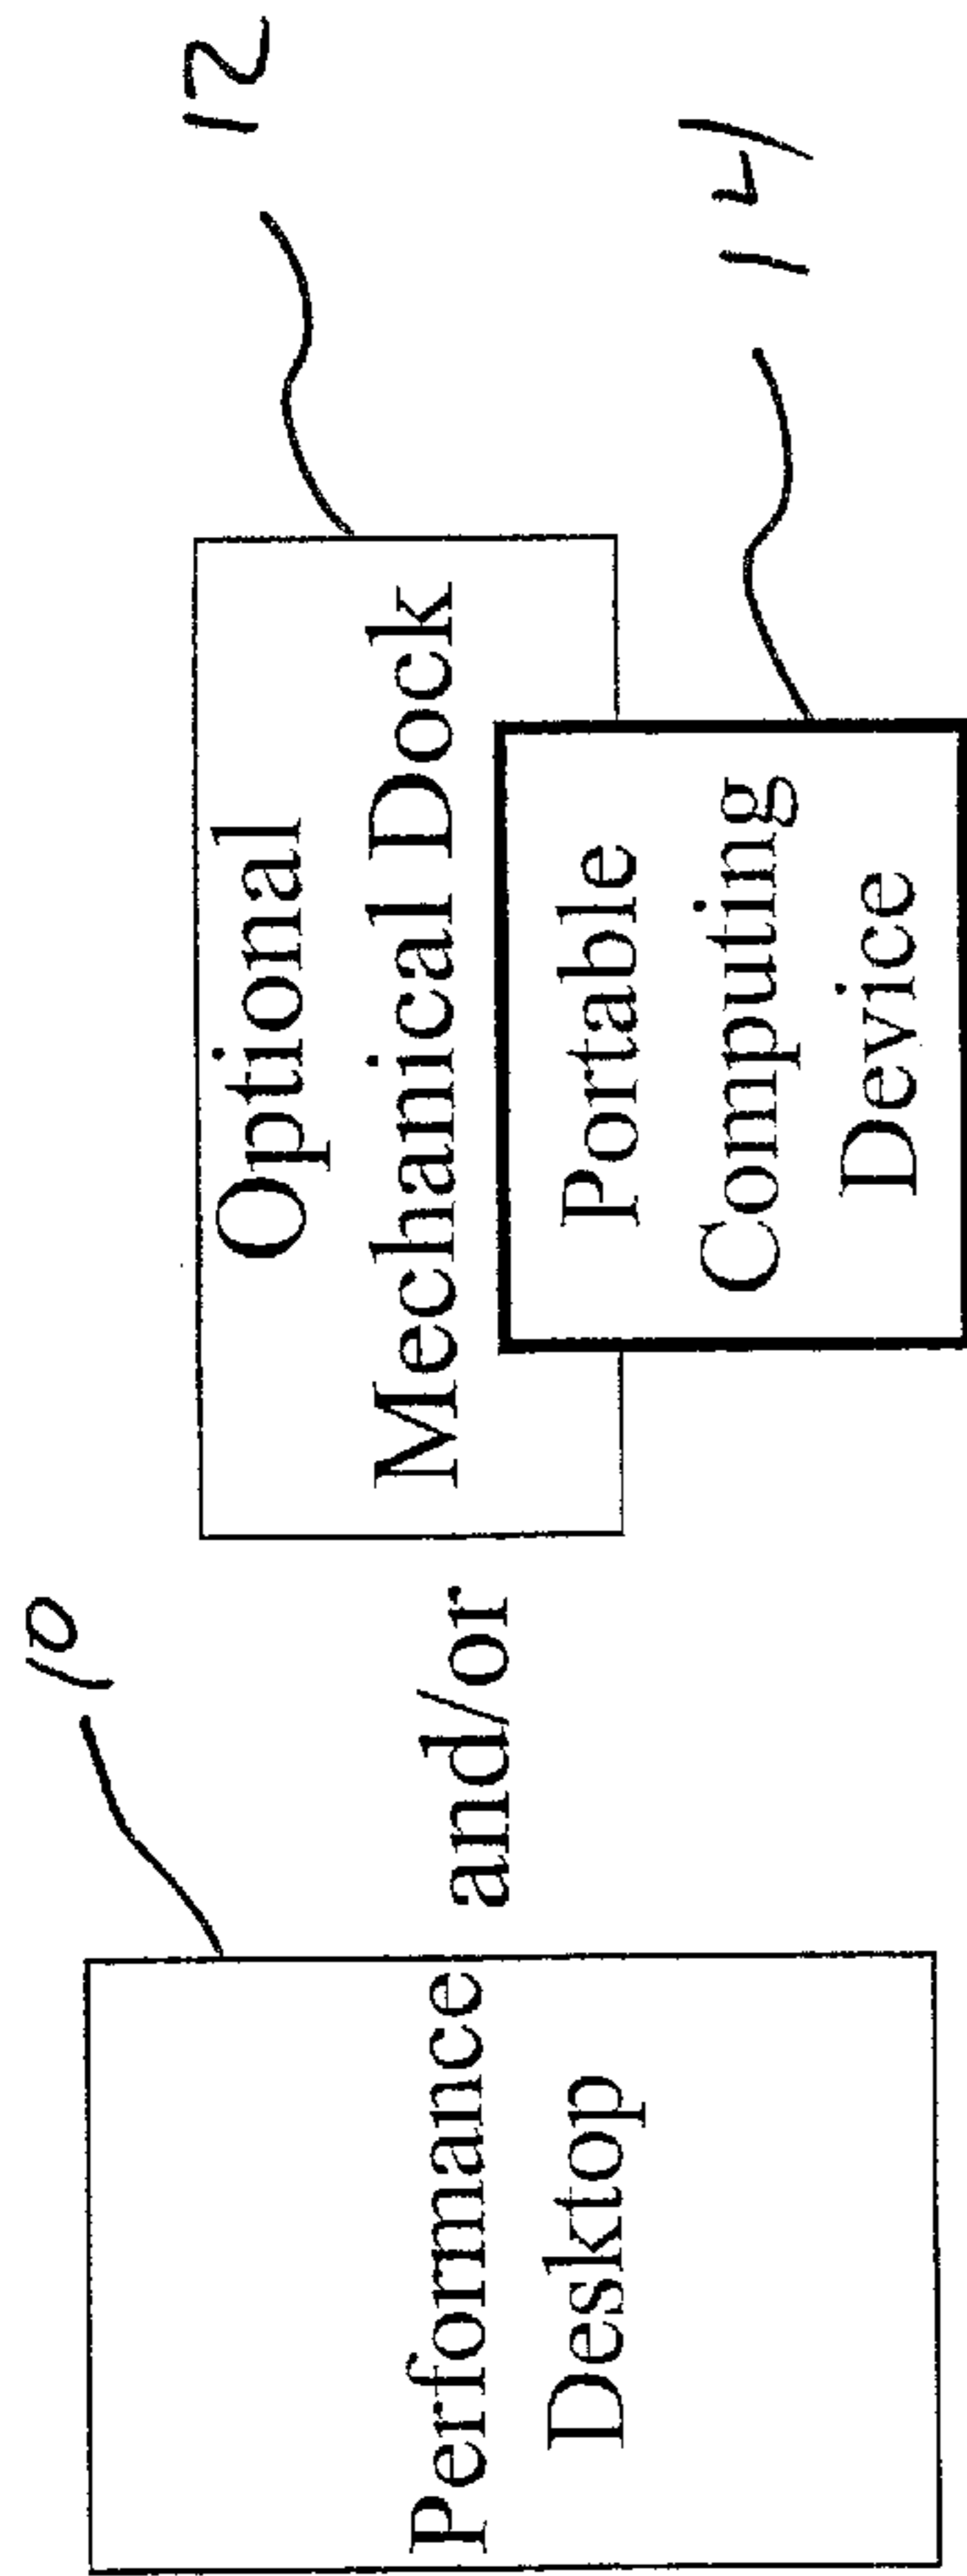 10
Performance
Desktop
and/or
12
Optional
Mechanical Dock
14
Portable
Computing
Device